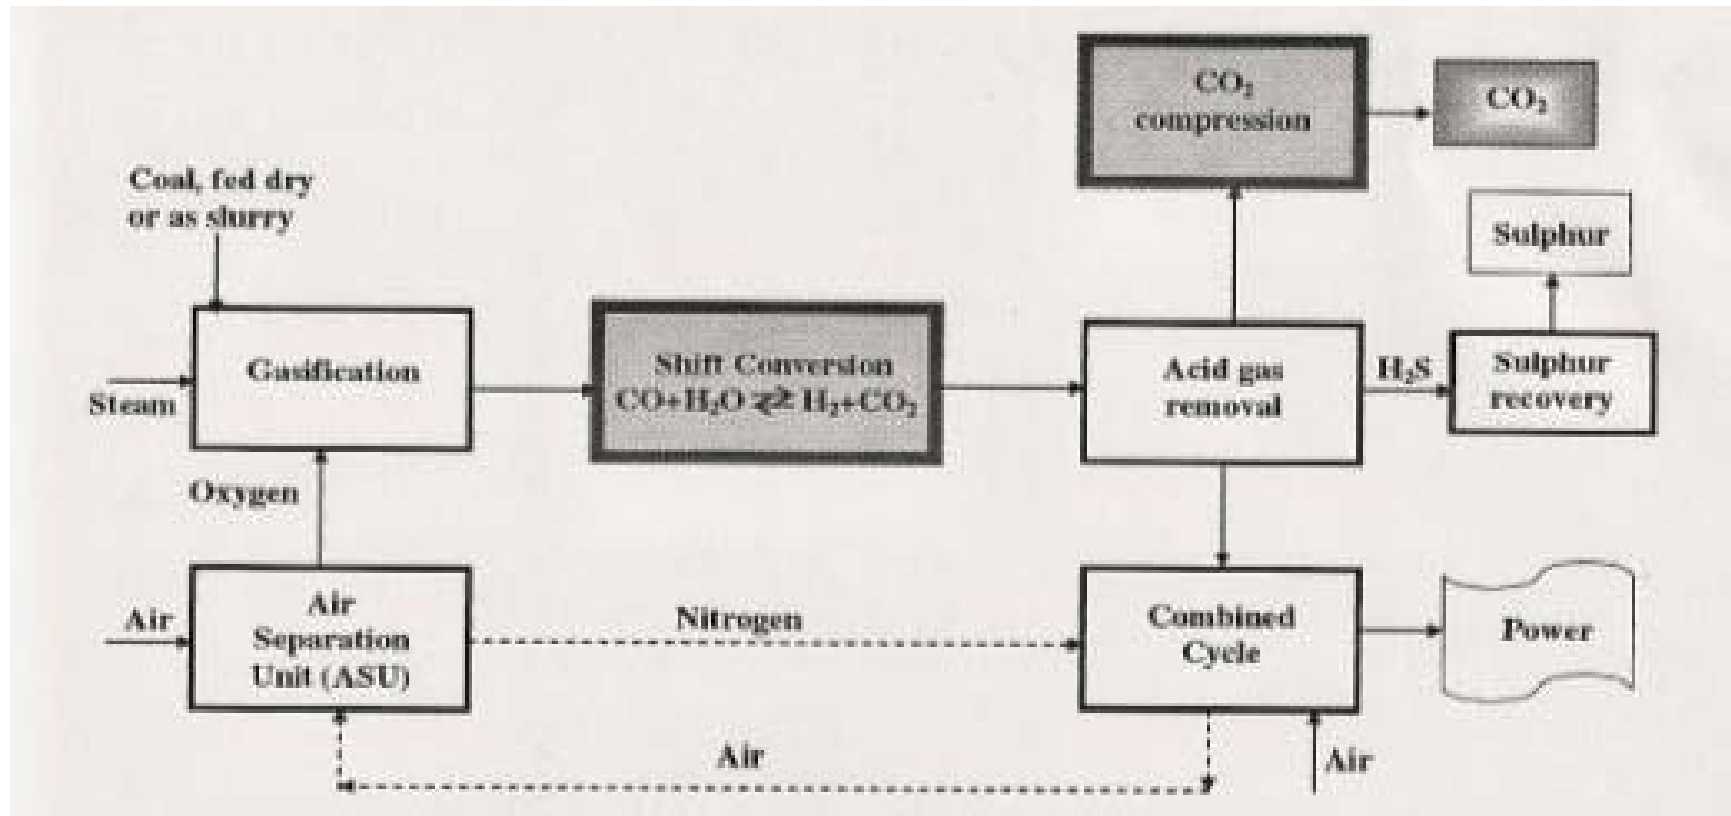 CO₂
compression
CO₂
Coal, fed dry
or as slurry
Sulphur
Gasification
Shift Conversion
CO+H₂O ⇄ H₂+CO₂
Acid gas
removal
H₂S
Sulphur
recovery
Steam
Oxygen
Air
Air
Separation
Unit (ASU)
Nitrogen
Combined
Cycle
Power
Air
Air